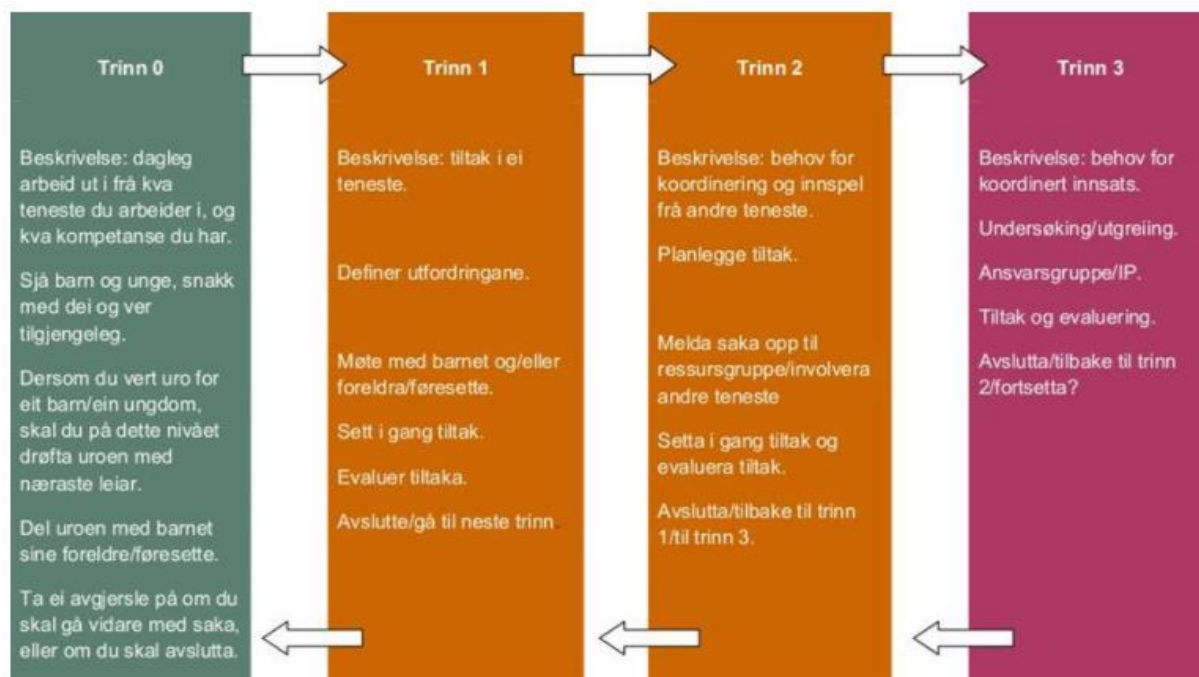 Trinn 0
Beskrivelse: dagleg
arbeid ut i frå kva
teneste du arbeider i, og
kva kompetanse du har.
Sjå barn og unge, snakk
med dei og ver
tilgjengeleg.
Dersom du vert uro for
eit barn/ein ungdom,
skal du på dette nivået
drøfta uroen med
næraste leiar.
Del uroen med barnet
sine foreldre/føresette.
Ta ei avgjersle på om du
skal gå vidare med saka,
eller om du skal avslutta.
Trinn 1
Beskrivelse: tiltak i ei
teneste.
Definer utfordringane.
Møte med barnet og/eller
foreldra/føresette.
Sett i gang tiltak.
Evaluer tiltaka.
Avslutte/gå til neste trinn.
Trinn 2
Beskrivelse: behov for
koordinering og innspel
frå andre teneste.
Planlegge tiltak.
Melda saka opp til
ressursgruppe/involvera
andre teneste
Setta i gang tiltak og
evaluera tiltak.
Avslutta/tilbake til trinn
1/til trinn 3.
Trinn 3
Beskrivelse: behov for
koordinert innsats.
Undersøking/utgreiing.
Ansvarsgruppe/IP.
Tiltak og evaluering.
Avslutta/tilbake til trinn
2/fortsetta?